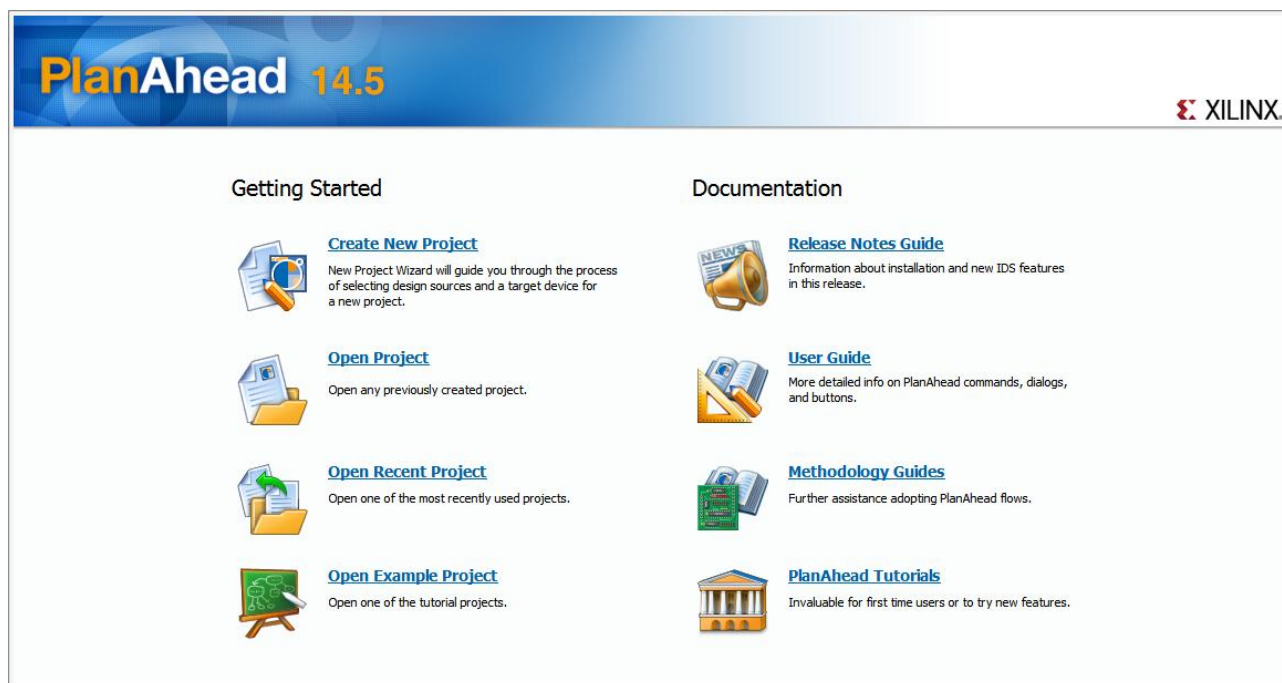 PlanAhead 14.5
XILINX
Getting Started
Create New Project
New Project Wizard will guide you through the process
of selecting design sources and a target device for
a new project.
Open Project
Open any previously created project.
Open Recent Project
Open one of the most recently used projects.
Open Example Project
Open one of the tutorial projects.
Documentation
NEWS
Release Notes Guide
Information about installation and new IDS features
in this release.
User Guide
More detailed info on PlanAhead commands, dialogs,
and buttons.
Methodology Guides
Further assistance adopting PlanAhead flows.
PlanAhead Tutorials
Invaluable for first time users or to try new features.